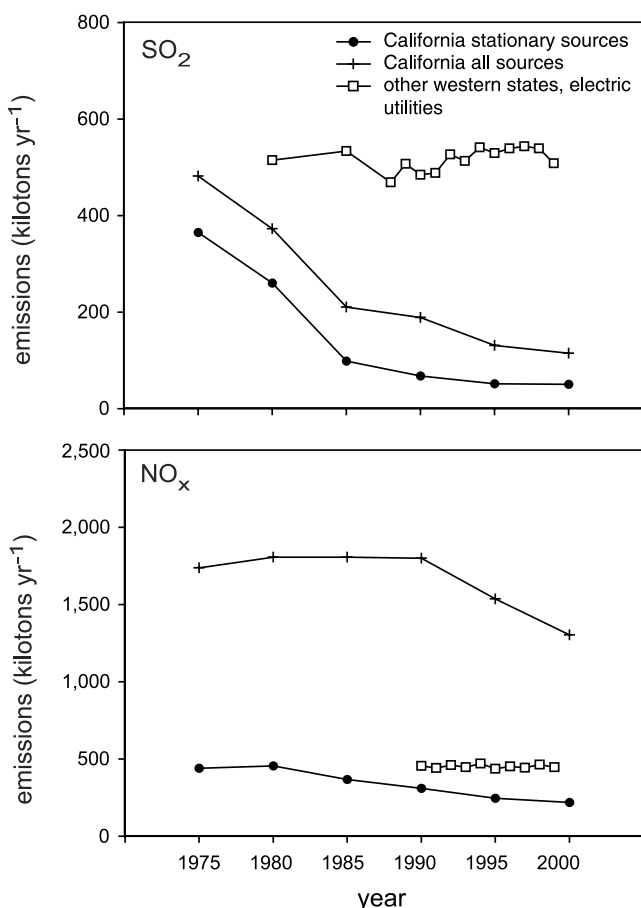 800
SO2
California stationary sources
California all sources
other western states, electric
utilities
600
400
200
0
emissions (kilotons yr−1)
2,500
NOx
2,000
1,500
1,000
500
0
emissions (kilotons yr−1)
1975 1980 1985 1990 1995 2000
year